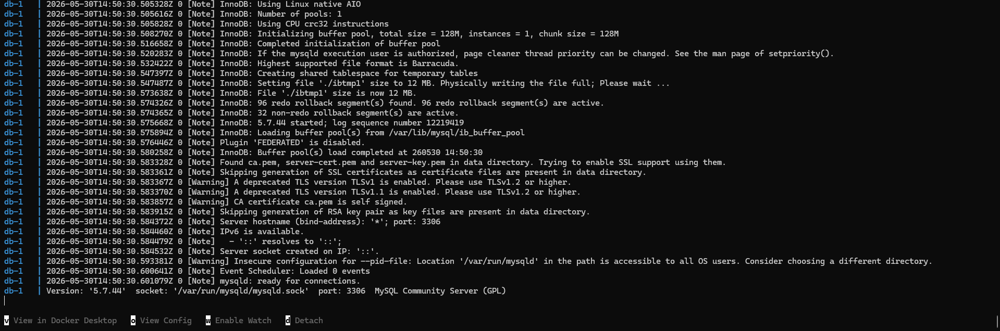 db-1   | 2026-05-30T14:50:30.505328Z 0 [Note] InnoDB: Using Linux native AIO
db-1   | 2026-05-30T14:50:30.505616Z 0 [Note] InnoDB: Number of pools: 1
db-1   | 2026-05-30T14:50:30.505828Z 0 [Note] InnoDB: Using CPU crc32 instructions
db-1   | 2026-05-30T14:50:30.508270Z 0 [Note] InnoDB: Initializing buffer pool, total size = 128M, instances = 1, chunk size = 128M
db-1   | 2026-05-30T14:50:30.516658Z 0 [Note] InnoDB: Completed initialization of buffer pool
db-1   | 2026-05-30T14:50:30.520283Z 0 [Note] InnoDB: If the mysqld execution user is authorized, page cleaner thread priority can be changed. See the man page of setpriority().
db-1   | 2026-05-30T14:50:30.532422Z 0 [Note] InnoDB: Highest supported file format is Barracuda.
db-1   | 2026-05-30T14:50:30.547397Z 0 [Note] InnoDB: Creating shared tablespace for temporary tables
db-1   | 2026-05-30T14:50:30.547487Z 0 [Note] InnoDB: Setting file './ibtmp1' size to 12 MB. Physically writing the file full; Please wait ...
db-1   | 2026-05-30T14:50:30.573638Z 0 [Note] InnoDB: File './ibtmp1' size is now 12 MB.
db-1   | 2026-05-30T14:50:30.574326Z 0 [Note] InnoDB: 96 redo rollback segment(s) found. 96 redo rollback segment(s) are active.
db-1   | 2026-05-30T14:50:30.574365Z 0 [Note] InnoDB: 32 non-redo rollback segment(s) are active.
db-1   | 2026-05-30T14:50:30.575668Z 0 [Note] InnoDB: 5.7.44 started; log sequence number 12219419
db-1   | 2026-05-30T14:50:30.575894Z 0 [Note] InnoDB: Loading buffer pool(s) from /var/lib/mysql/ib_buffer_pool
db-1   | 2026-05-30T14:50:30.576446Z 0 [Note] Plugin 'FEDERATED' is disabled.
db-1   | 2026-05-30T14:50:30.580258Z 0 [Note] InnoDB: Buffer pool(s) load completed at 260530 14:50:30
db-1   | 2026-05-30T14:50:30.583328Z 0 [Note] Found ca.pem, server-cert.pem and server-key.pem in data directory. Trying to enable SSL support using them.
db-1   | 2026-05-30T14:50:30.583361Z 0 [Note] Skipping generation of SSL certificates as certificate files are present in data directory.
db-1   | 2026-05-30T14:50:30.583367Z 0 [Warning] A deprecated TLS version TLSv1 is enabled. Please use TLSv1.2 or higher.
db-1   | 2026-05-30T14:50:30.583370Z 0 [Warning] A deprecated TLS version TLSv1.1 is enabled. Please use TLSv1.2 or higher.
db-1   | 2026-05-30T14:50:30.583857Z 0 [Warning] CA certificate ca.pem is self signed.
db-1   | 2026-05-30T14:50:30.583915Z 0 [Note] Skipping generation of RSA key pair as key files are present in data directory.
db-1   | 2026-05-30T14:50:30.584372Z 0 [Note] Server hostname (bind-address): '*'; port: 3306
db-1   | 2026-05-30T14:50:30.584460Z 0 [Note] IPv6 is available.
db-1   | 2026-05-30T14:50:30.584479Z 0 [Note]   - '::' resolves to '::';
db-1   | 2026-05-30T14:50:30.584532Z 0 [Note] Server socket created on IP: '::'.
db-1   | 2026-05-30T14:50:30.593381Z 0 [Warning] Insecure configuration for --pid-file: Location '/var/run/mysqld' in the path is accessible to all OS users. Consider choosing a different directory.
db-1   | 2026-05-30T14:50:30.600641Z 0 [Note] Event Scheduler: Loaded 0 events
db-1   | 2026-05-30T14:50:30.601079Z 0 [Note] mysqld: ready for connections.
db-1   | Version: '5.7.44'  socket: '/var/run/mysqld/mysqld.sock'  port: 3306  MySQL Community Server (GPL)
v View in Docker Desktop   o View Config   w Enable Watch   d Detach